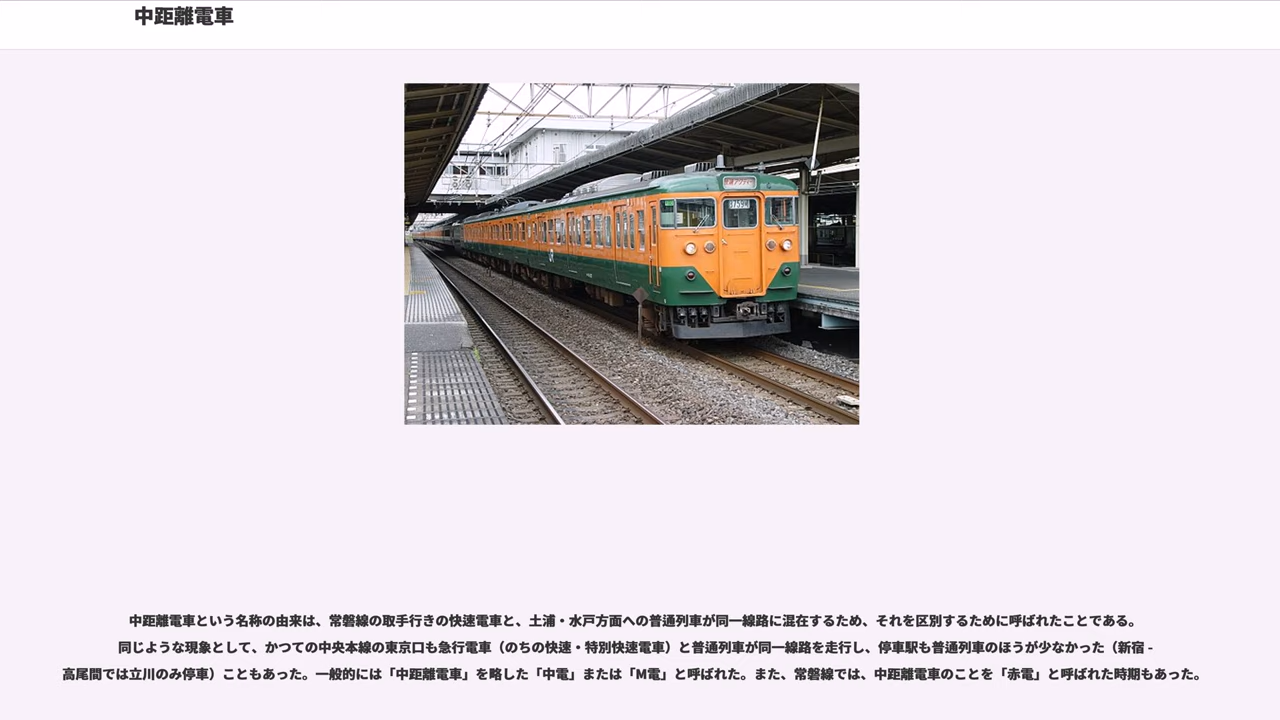 中距離電車
3759M
JR
中距離電車という名称の由来は、常磐線の取手行きの快速電車と、土浦・水戸方面への普通列車が同一線路に混在するため、それを区別するために呼ばれたことである。
同じような現象として、かつての中央本線の東京口も急行電車（のちの快速・特別快速電車）と普通列車が同一線路を走行し、停車駅も普通列車のほうが少なかった（新宿 -
高尾間では立川のみ停車）こともあった。一般的には「中距離電車」を略した「中電」または「M電」と呼ばれた。また、常磐線では、中距離電車のことを「赤電」と呼ばれた時期もあった。